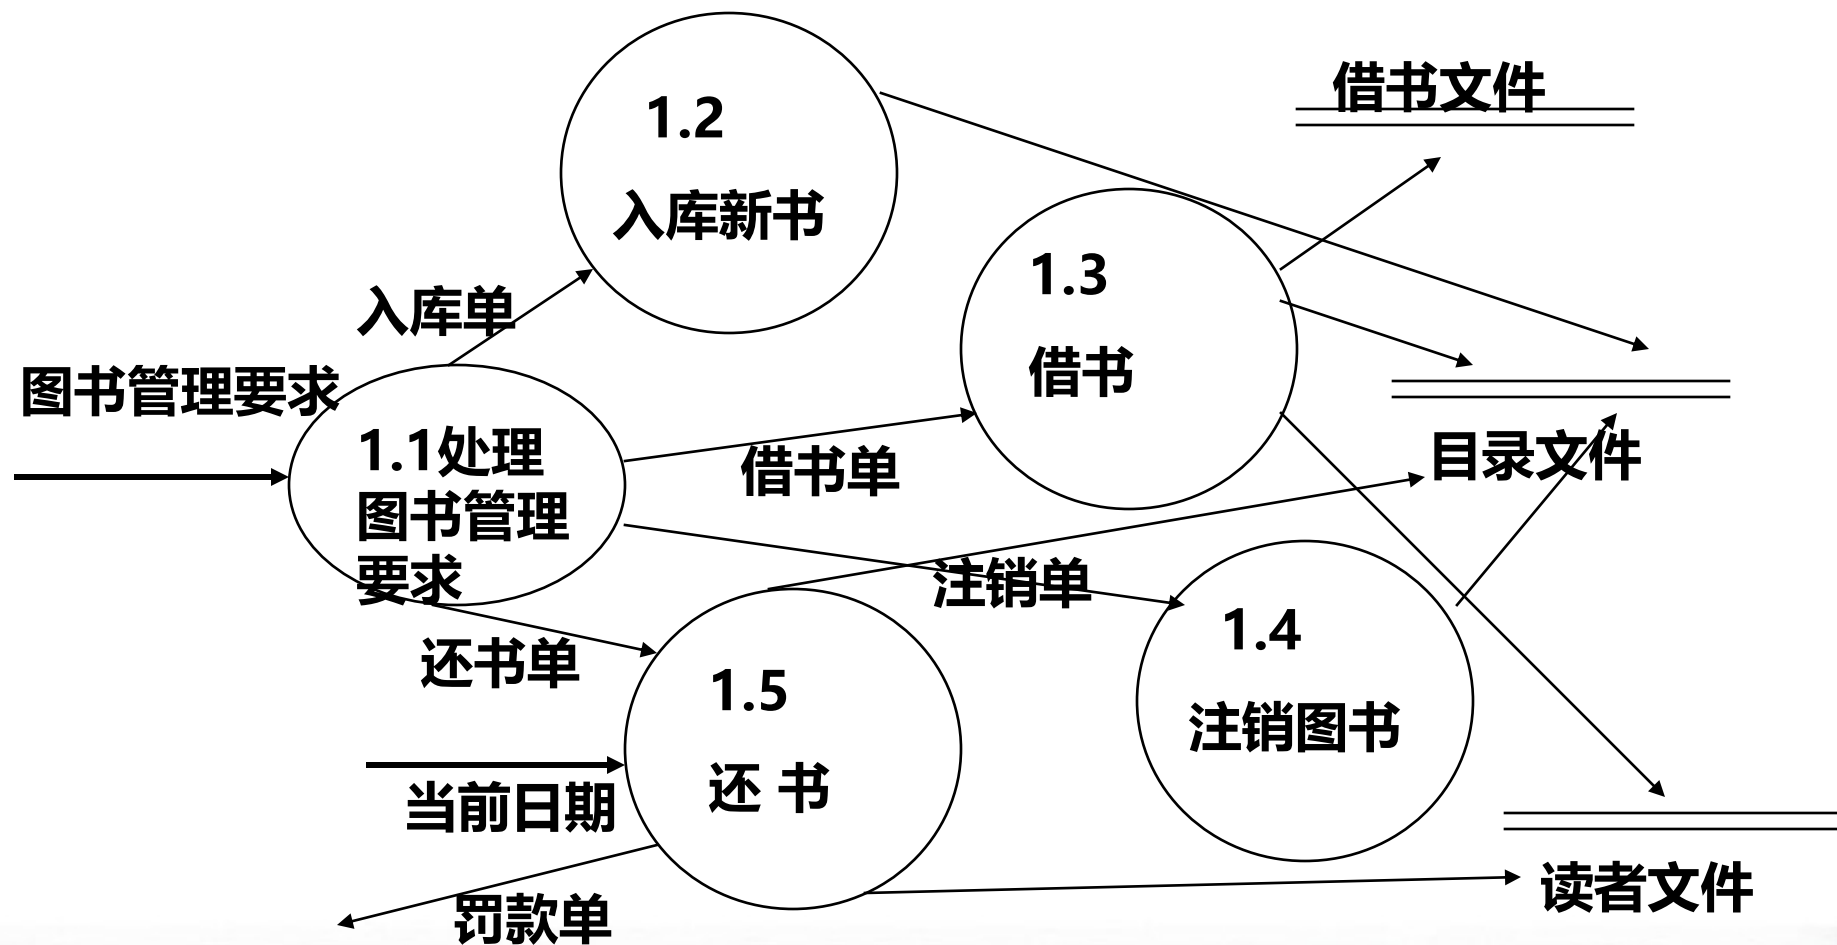 1.2
入库新书
借书文件
1.3
借书
入库单
图书管理要求
1.1处理
图书管理
要求
借书单
目录文件
注销单
还书单
1.4
注销图书
1.5
还 书
当前日期
罚款单
读者文件